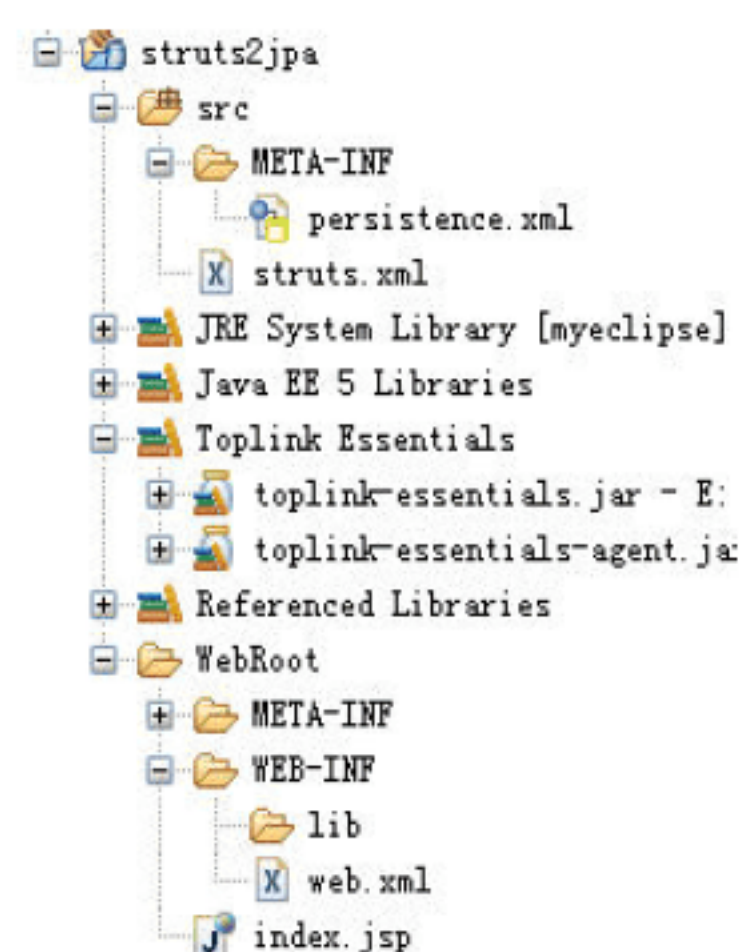 struts2jpa
src
META-INF
persistence.xml
struts.xml
JRE System Library [myeclipse]
Java EE 5 Libraries
Toplink Essentials
toplink-essentials.jar - E:
toplink-essentials-agent.ja
Referenced Libraries
WebRoot
META-INF
WEB-INF
lib
web.xml
index.jsp